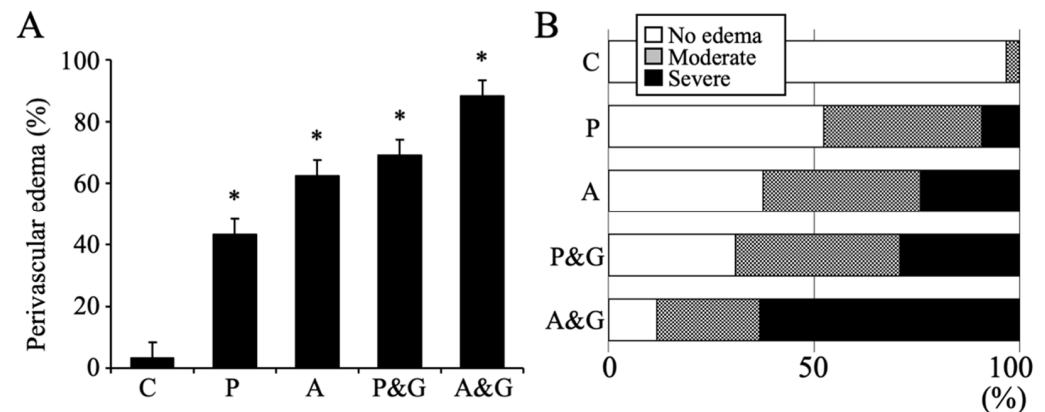 A
Perivascular edema (%)
100
80
60
40
20
0
*
*
*
*
C P A P&G A&G
B
No edema
Moderate
Severe
C
P
A
P&G
A&G
0 50 100
(%)